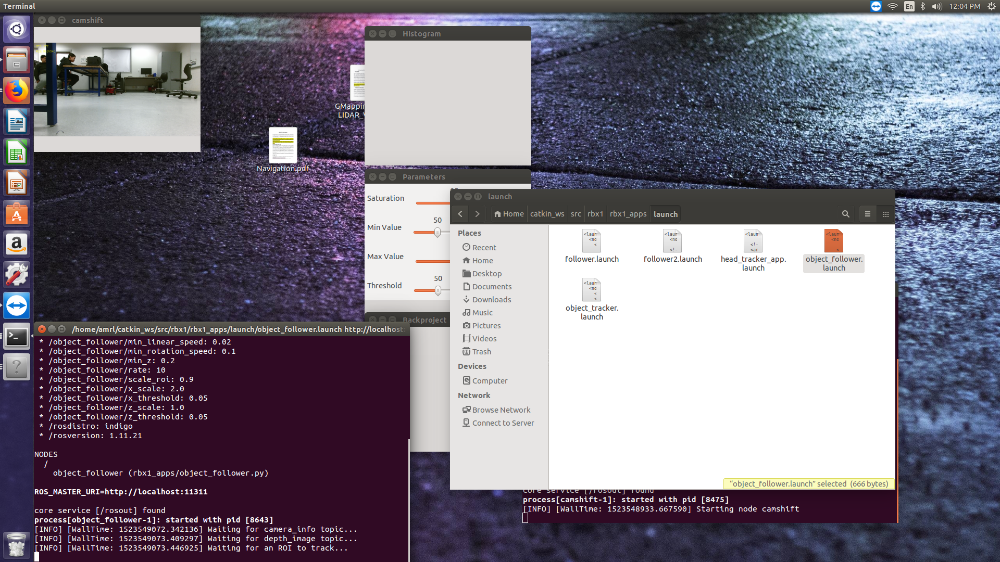 Terminal
En
12:04 PM
camshift
Histogram
GMappin
LIDAR_
Navigation.pdf
Parameters
Saturation
50
Min Value
Max Value
50
Threshold
Backproject
launch
Home
catkin_ws
src
rbx1
rbx1_apps
launch
Places
Recent
Home
Desktop
Documents
Downloads
Music
Pictures
Videos
Trash
Devices
Computer
Network
Browse Network
Connect to Server
follower.launch
follower2.launch
head_tracker_app.
launch
object_follower.
launch
object_tracker.
launch
"object_follower.launch" selected (666 bytes)
/home/amrl/catkin_ws/src/rbx1/rbx1_apps/launch/object_follower.launch http://localhost:
* /object_follower/min_linear_speed: 0.02
* /object_follower/min_rotation_speed: 0.1
* /object_follower/min_z: 0.2
* /object_follower/rate: 10
* /object_follower/scale_roi: 0.9
* /object_follower/x_scale: 2.0
* /object_follower/x_threshold: 0.05
* /object_follower/z_scale: 1.0
* /object_follower/z_threshold: 0.05
* /rosdistro: indigo
* /rosversion: 1.11.21
NODES
/
object_follower (rbx1_apps/object_follower.py)
ROS_MASTER_URI=http://localhost:11311
core service [/rosout] found
process[object_follower-1]: started with pid [8643]
[INFO] [WallTime: 1523549072.342136] Waiting for camera_info topic...
[INFO] [WallTime: 1523549073.409297] Waiting for depth_image topic...
[INFO] [WallTime: 1523549073.446925] Waiting for an ROI to track...
core service [/rosout] found
process[camshift-1]: started with pid [8475]
[INFO] [WallTime: 1523548933.667590] Starting node camshift